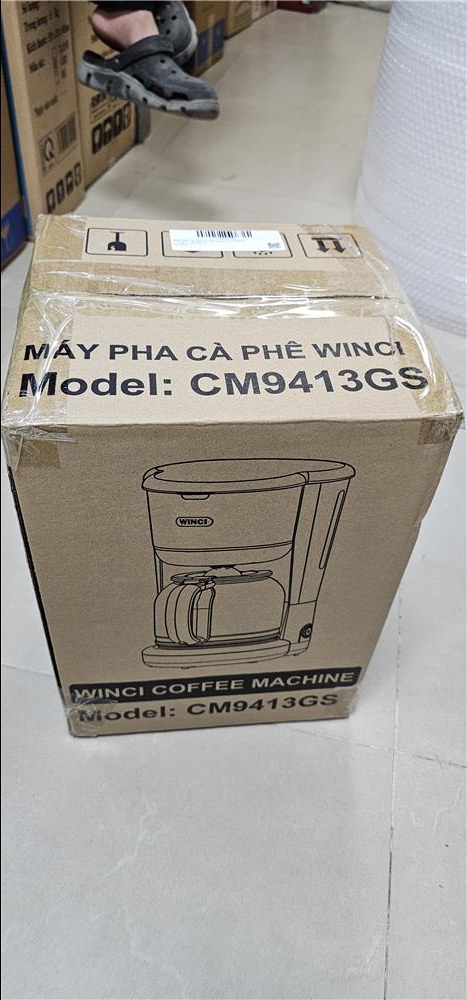 MÁY PHA CÀ PHÊ WINCI
Model: CM9413GS
WINCI
WINCI COFFEE MACHINE
Model: CM9413GS